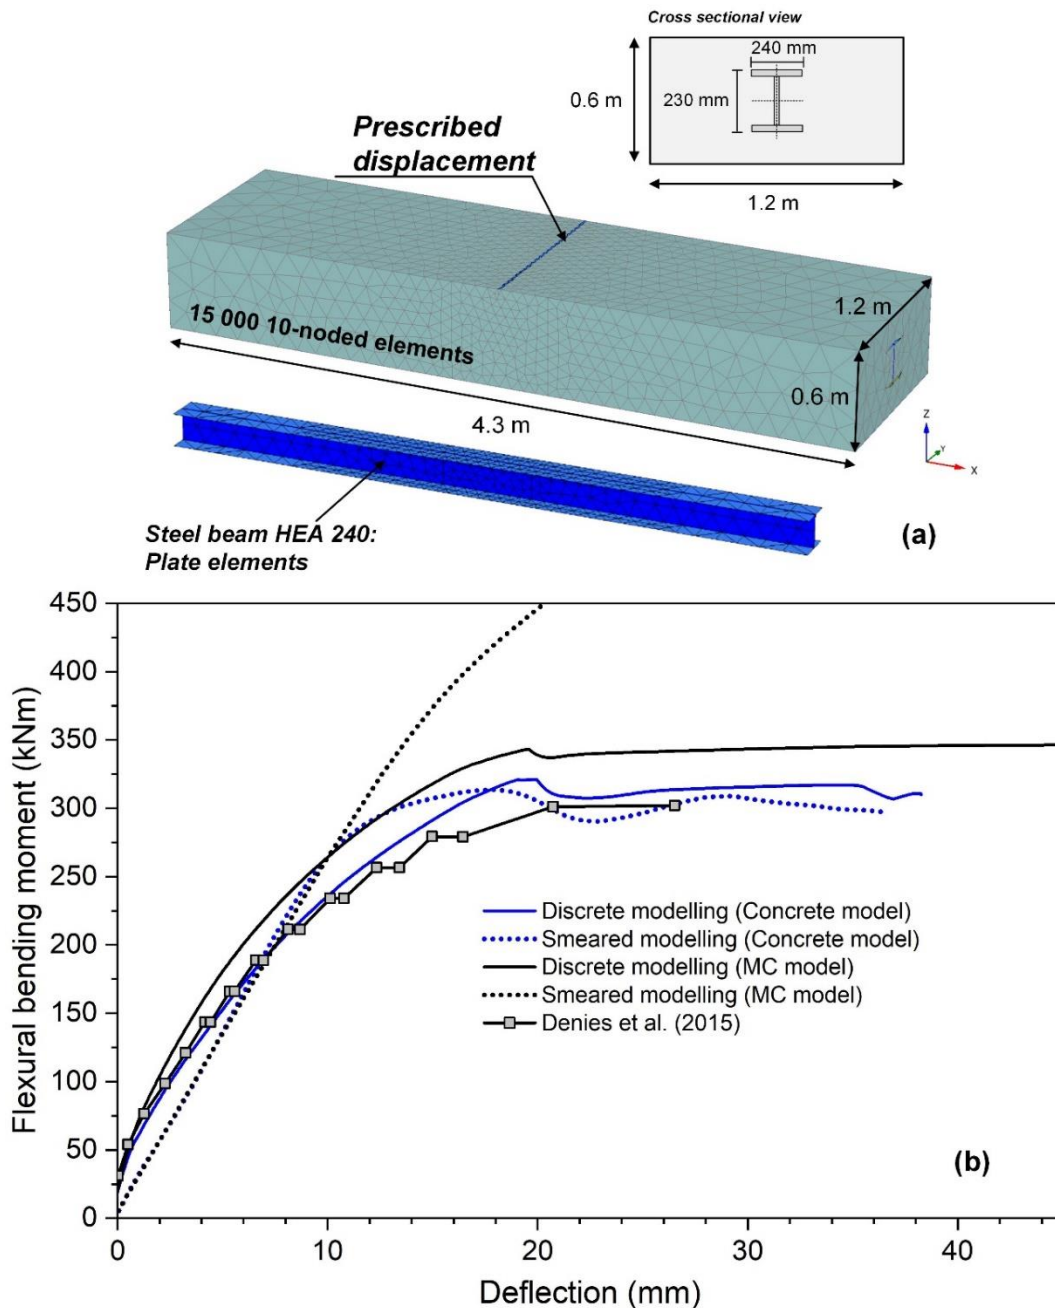 Cross sectional view
240 mm
0.6 m
230 mm
1.2 m
Prescribed
displacement
15 000 10-noded elements
1.2 m
0.6 m
4.3 m
Z
Y
X
Steel beam HEA 240:
Plate elements
(a)
450
400
350
300
250
200
150
100
50
0
Flexural bending moment (kNm)
Discrete modelling (Concrete model)
Smeared modelling (Concrete model)
Discrete modelling (MC model)
Smeared modelling (MC model)
Denies et al. (2015)
(b)
0
10
20
30
40
Deflection (mm)